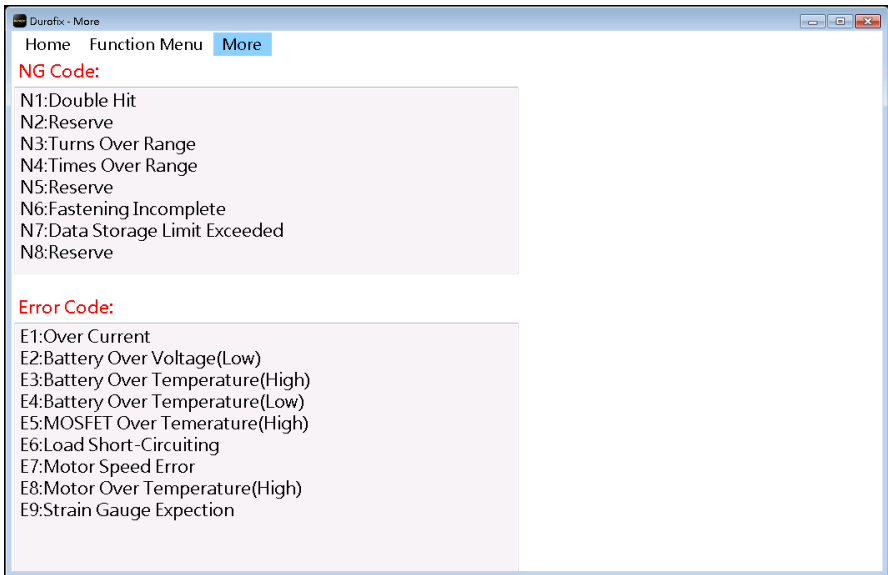 Durofix - More
Home Function Menu More
NG Code:
N1:Double Hit
N2:Reserve
N3:Turns Over Range
N4:Times Over Range
N5:Reserve
N6:Fastening Incomplete
N7:Data Storage Limit Exceeded
N8:Reserve
Error Code:
E1:Over Current
E2:Battery Over Voltage(Low)
E3:Battery Over Temperature(High)
E4:Battery Over Temperature(Low)
E5:MOSFET Over Temerature(High)
E6:Load Short-Circuiting
E7:Motor Speed Error
E8:Motor Over Temperature(High)
E9:Strain Gauge Expection